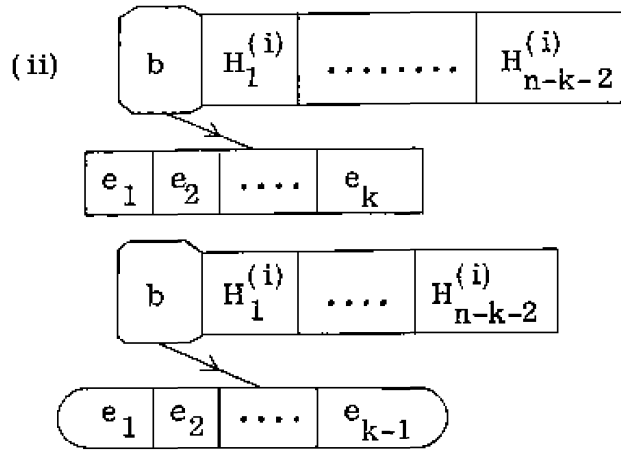 (ii) b H_1^{(i)} ........ H_{n-k-2}^{(i)}
e_1 e_2 .... e_k
b H_1^{(i)} .... H_{n-k-2}^{(i)}
e_1 e_2 .... e_{k-1}